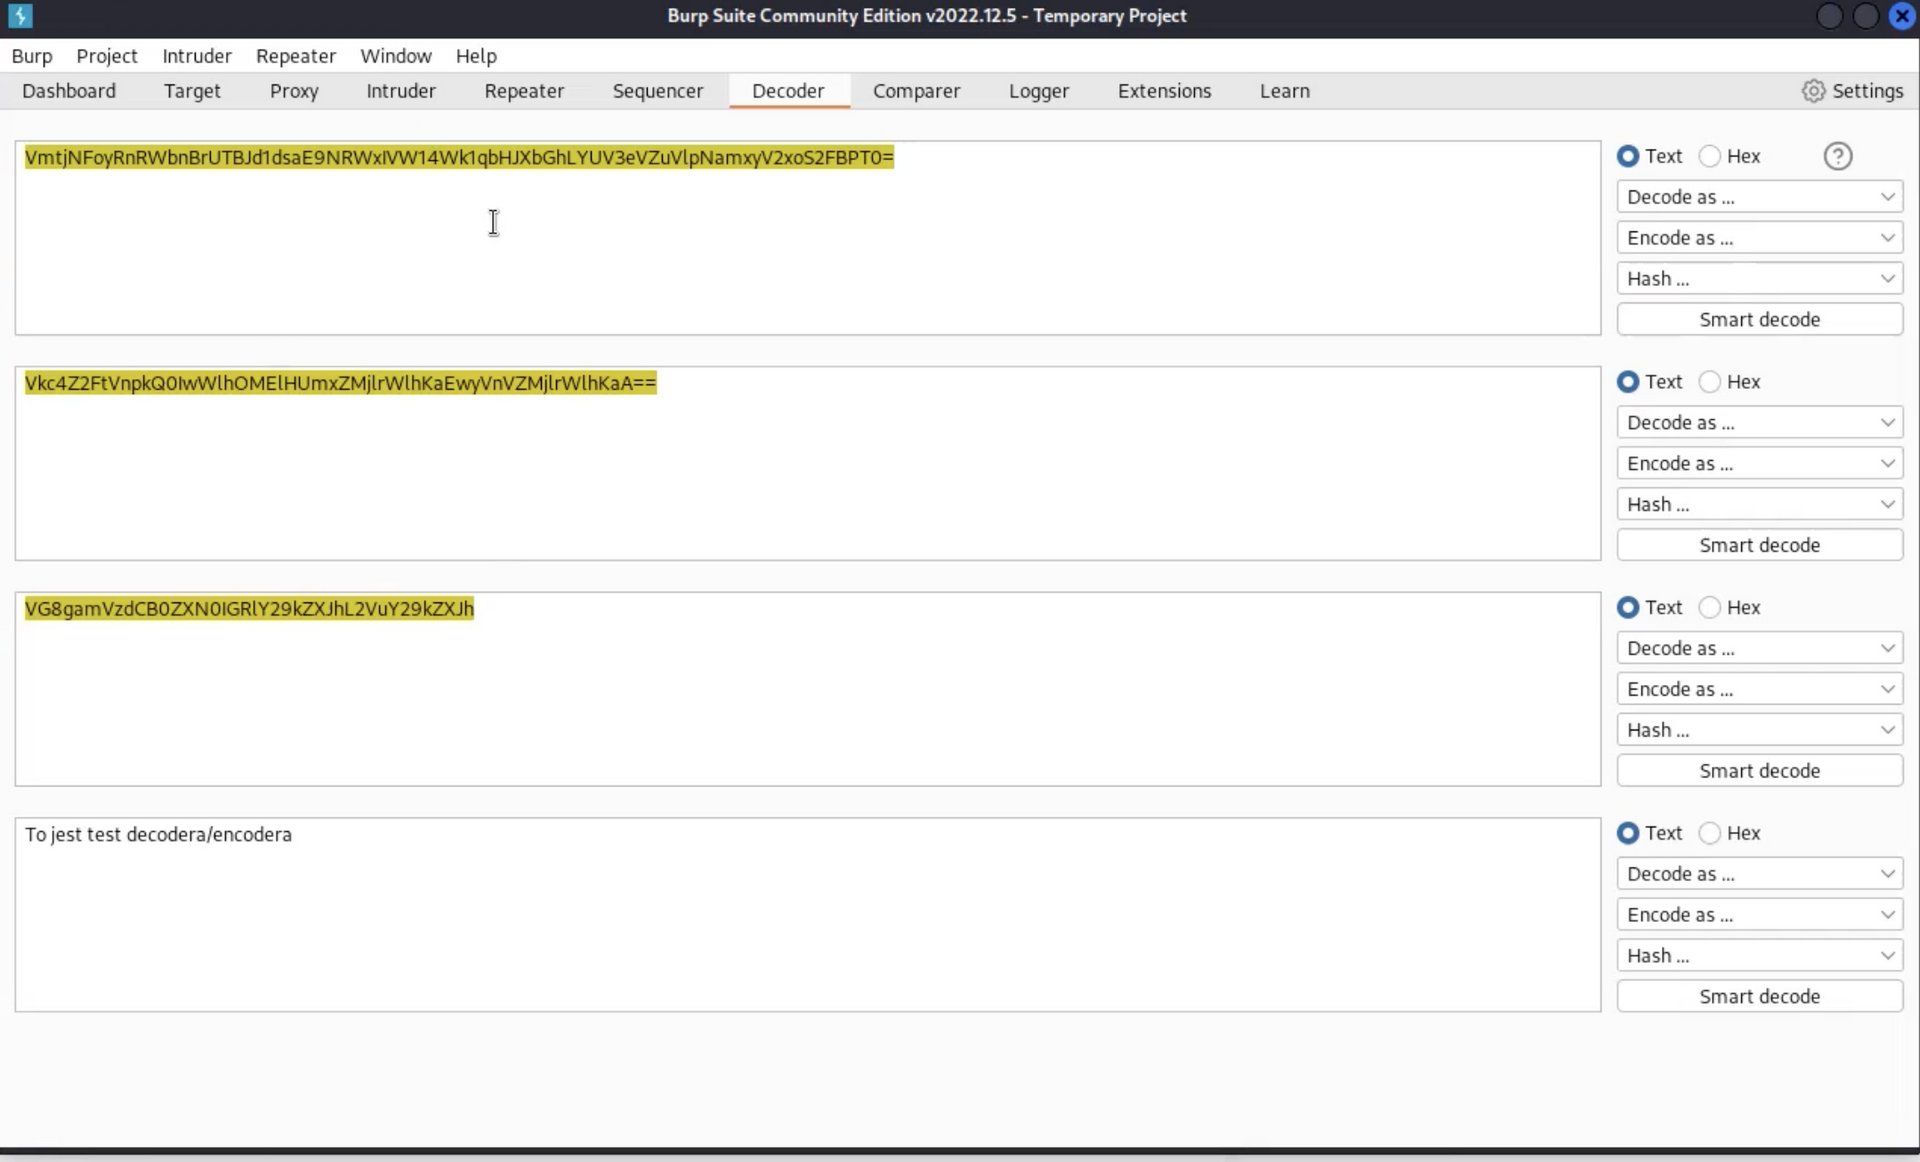 Burp Suite Community Edition v2022.12.5 - Temporary Project
Burp Project Intruder Repeater Window Help
Dashboard Target Proxy Intruder Repeater Sequencer Decoder Comparer Logger Extensions Learn Settings
VmtjNFoyRnRWbnBrUTBJd1dsaE9NRWxIVW14Wk1qbHJXbGhLYUV3eVZuVlpNamxyV2xoS2FBPT0=
Text Hex ?
Decode as ...
Encode as ...
Hash ...
Smart decode
Vkc4Z2FtVnpkQ0IwWlhOMElHUmxZMjlrWlhKaEwyVnVZMjlrWlhKaA==
Text Hex
Decode as ...
Encode as ...
Hash ...
Smart decode
VG8gamVzdCB0ZXN0IGRlY29kZXJhL2VuY29kZXJh
Text Hex
Decode as ...
Encode as ...
Hash ...
Smart decode
To jest test decodera/encodera
Text Hex
Decode as ...
Encode as ...
Hash ...
Smart decode